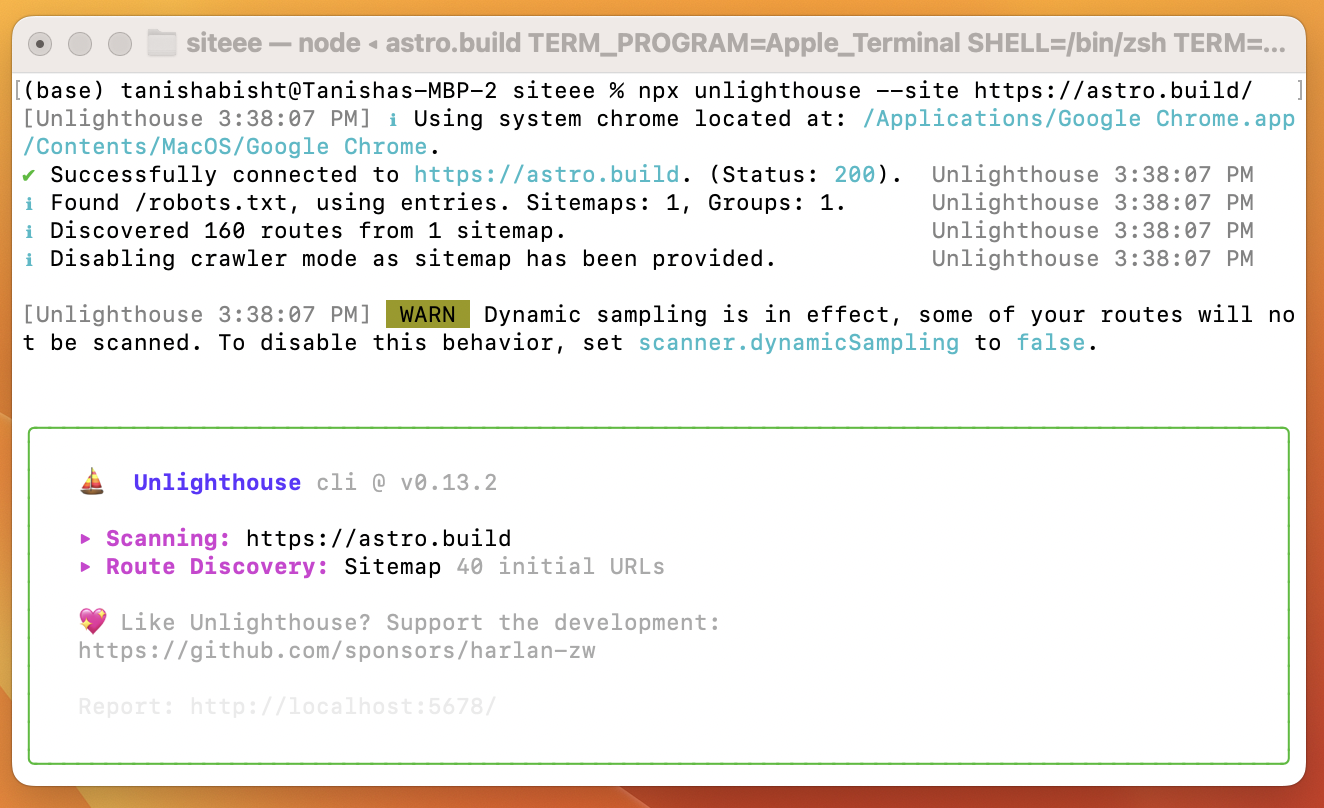 siteee — node ◂ astro.build TERM_PROGRAM=Apple_Terminal SHELL=/bin/zsh TERM=...
[(base) tanishabisht@Tanishas-MBP-2 siteee % npx unlighthouse --site https://astro.build/ ]
[Unlighthouse 3:38:07 PM] ℹ Using system chrome located at: /Applications/Google Chrome.app
/Contents/MacOS/Google Chrome.
✔ Successfully connected to https://astro.build. (Status: 200). Unlighthouse 3:38:07 PM
ℹ Found /robots.txt, using entries. Sitemaps: 1, Groups: 1. Unlighthouse 3:38:07 PM
ℹ Discovered 160 routes from 1 sitemap. Unlighthouse 3:38:07 PM
ℹ Disabling crawler mode as sitemap has been provided. Unlighthouse 3:38:07 PM
[Unlighthouse 3:38:07 PM] WARN Dynamic sampling is in effect, some of your routes will no
t be scanned. To disable this behavior, set scanner.dynamicSampling to false.
⛵ Unlighthouse cli @ v0.13.2
▸ Scanning: https://astro.build
▸ Route Discovery: Sitemap 40 initial URLs
💖 Like Unlighthouse? Support the development:
https://github.com/sponsors/harlan-zw
Report: http://localhost:5678/